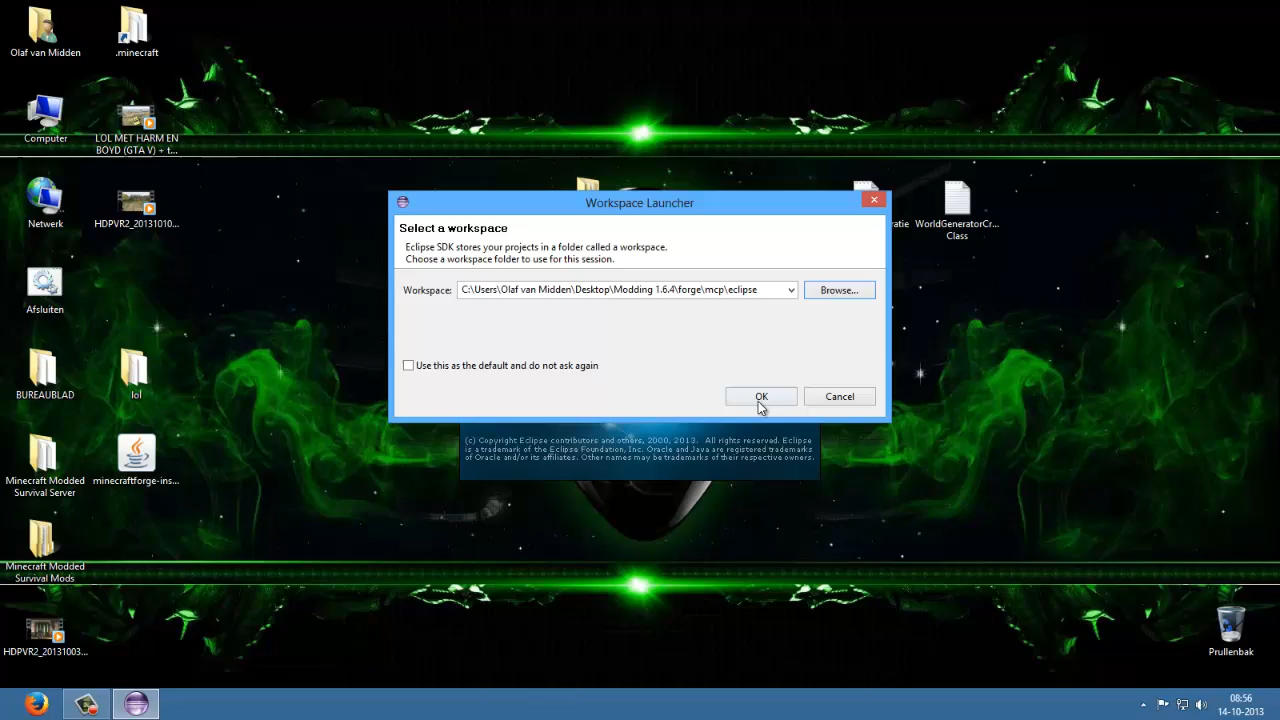 Olaf van Midden
.minecraft
Computer
LOL MET HARM EN
BOYD (GTA V) + t...
Netwerk
HDPVR2_20131010...
Afsluiten
BUREAUBLAD
lol
Minecraft Modded
Survival Server
minecraftforge-ins...
Minecraft Modded
Survival Mods
HDPVR2_20131003...
WorldGeneratorCr...
Class
Workspace Launcher
Select a workspace
Eclipse SDK stores your projects in a folder called a workspace.
Choose a workspace folder to use for this session.
Workspace:
C:\Users\Olaf van Midden\Desktop\Modding 1.6.4\forge\mcp\eclipse
Browse...
Use this as the default and do not ask again
OK
Cancel
(c) Copyright Eclipse contributors and others, 2000, 2013. All rights reserved. Eclipse
is a trademark of the Eclipse Foundation, Inc. Oracle and Java are registered trademarks
of Oracle and/or its affiliates. Other names may be trademarks of their respective owners.
Prullenbak
08:56
14-10-2013